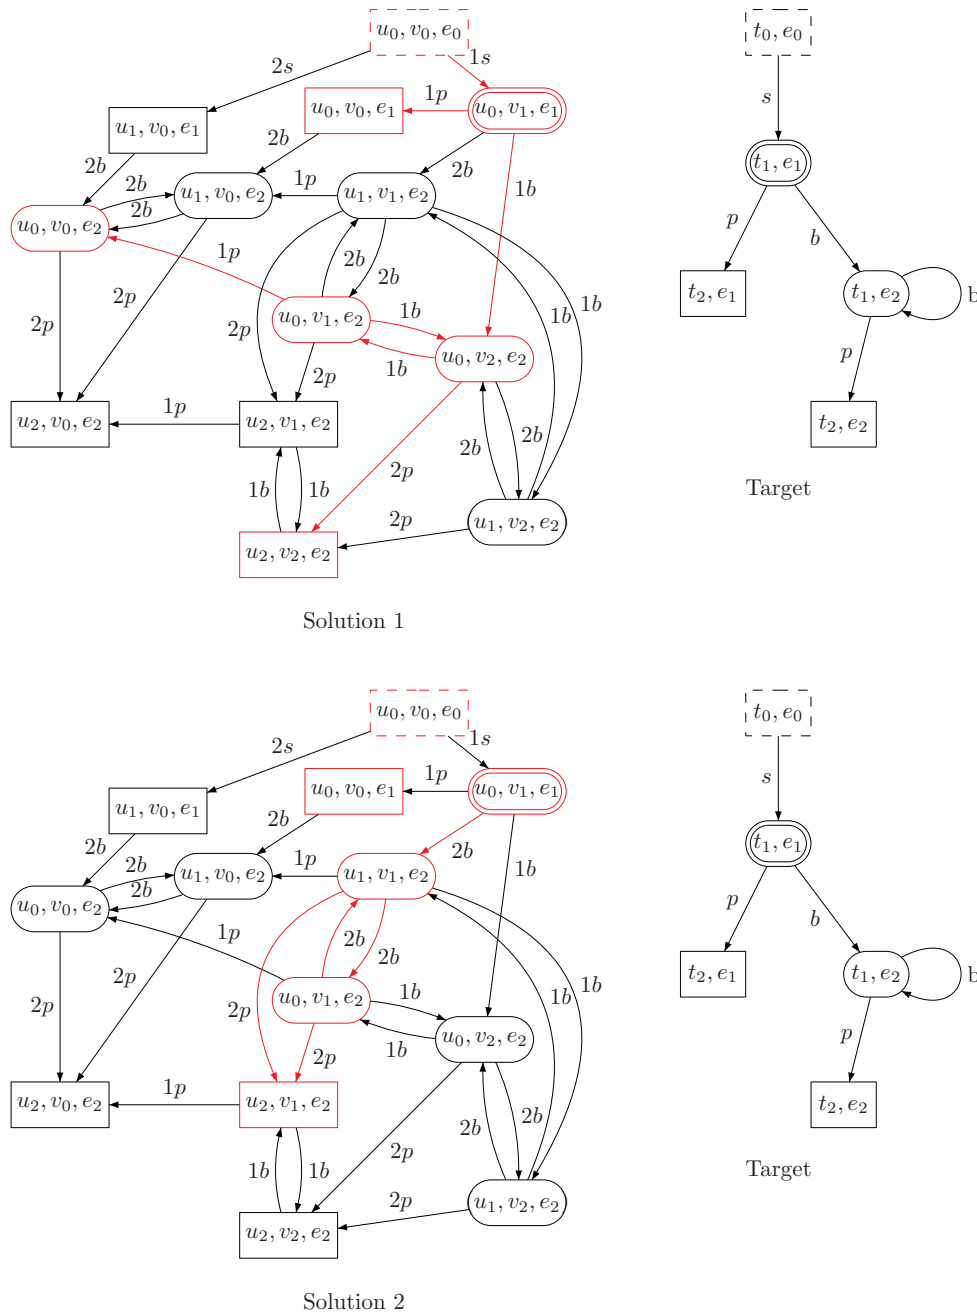 u₀, v₀, e₀
t₀, e₀
2s
1s
s
u₁, v₀, e₁
u₀, v₀, e₁
1p
u₀, v₁, e₁
2b
2b
2b
t₁, e₁
2b
u₁, v₀, e₂
1p
u₁, v₁, e₂
1b
u₀, v₀, e₂
2b
p
b
1p
2b
2b
1b
1b
t₂, e₁
t₁, e₂
b
2p
2p
2p
u₀, v₁, e₂
1b
1b
u₀, v₂, e₂
2p
p
u₂, v₀, e₂
1p
u₂, v₁, e₂
t₂, e₂
2b
2b
1b
1b
2p
Target
2p
u₁, v₂, e₂
u₂, v₂, e₂
Solution 1
u₀, v₀, e₀
t₀, e₀
2s
1s
s
u₁, v₀, e₁
u₀, v₀, e₁
1p
u₀, v₁, e₁
2b
2b
2b
t₁, e₁
2b
u₁, v₀, e₂
1p
u₁, v₁, e₂
1b
u₀, v₀, e₂
2b
p
b
1p
2b
2b
1b
1b
t₂, e₁
t₁, e₂
b
2p
2p
2p
u₀, v₁, e₂
1b
1b
u₀, v₂, e₂
2p
p
u₂, v₀, e₂
1p
u₂, v₁, e₂
t₂, e₂
2b
2b
1b
1b
2p
Target
2p
u₁, v₂, e₂
u₂, v₂, e₂
Solution 2